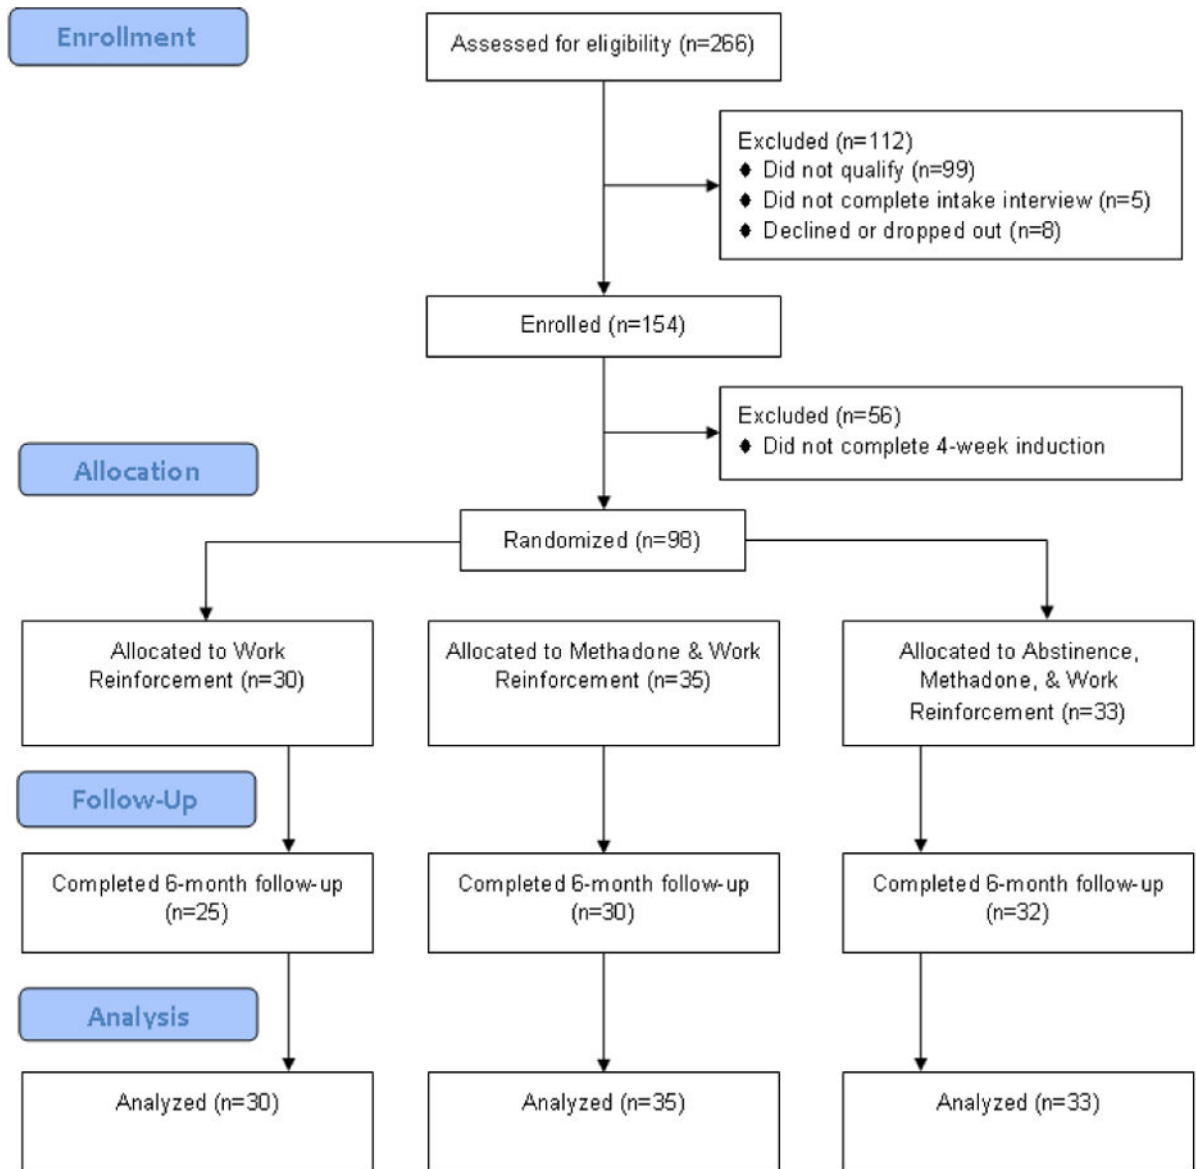 Enrollment
Assessed for eligibility (n=266)
Excluded (n=112)
♦ Did not qualify (n=99)
♦ Did not complete intake interview (n=5)
♦ Declined or dropped out (n=8)
Enrolled (n=154)
Excluded (n=56)
♦ Did not complete 4-week induction
Allocation
Randomized (n=98)
Allocated to Work
Reinforcement (n=30)
Allocated to Methadone & Work
Reinforcement (n=35)
Allocated to Abstinence,
Methadone, & Work
Reinforcement (n=33)
Follow-Up
Completed 6-month follow-up
(n=25)
Completed 6-month follow-up
(n=30)
Completed 6-month follow-up
(n=32)
Analysis
Analyzed (n=30)
Analyzed (n=35)
Analyzed (n=33)